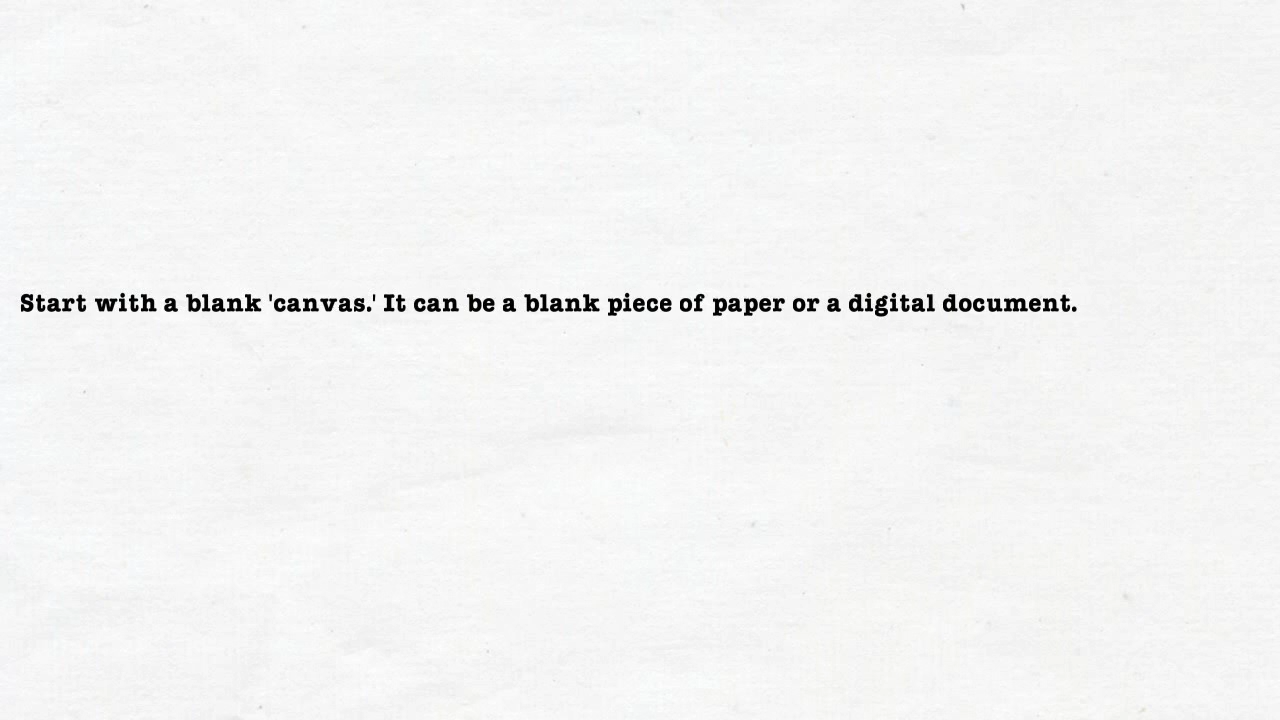 Start with a blank 'canvas.' It can be a blank piece of paper or a digital document.